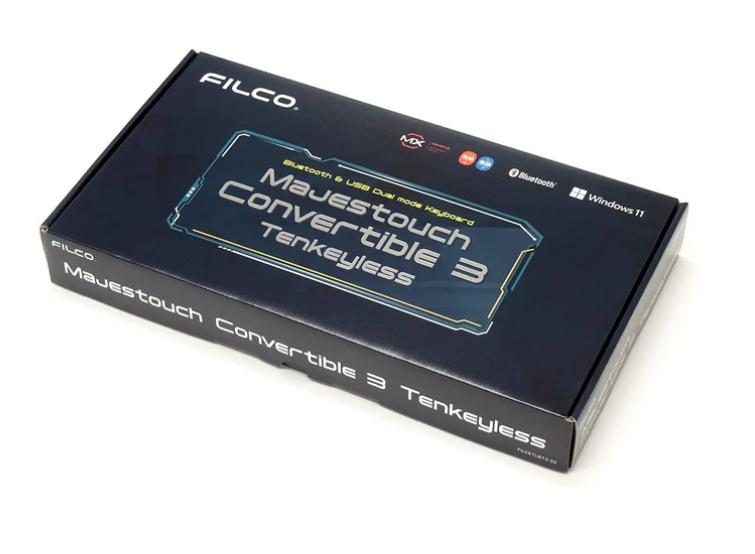 FILCO®
MX
Bluetooth®
Windows 11
Bluetooth & USB Dual mode Keyboard
Majestouch
Convertible 3
Tenkeyless
FILCO
Majestouch Convertible 3 Tenkeyless